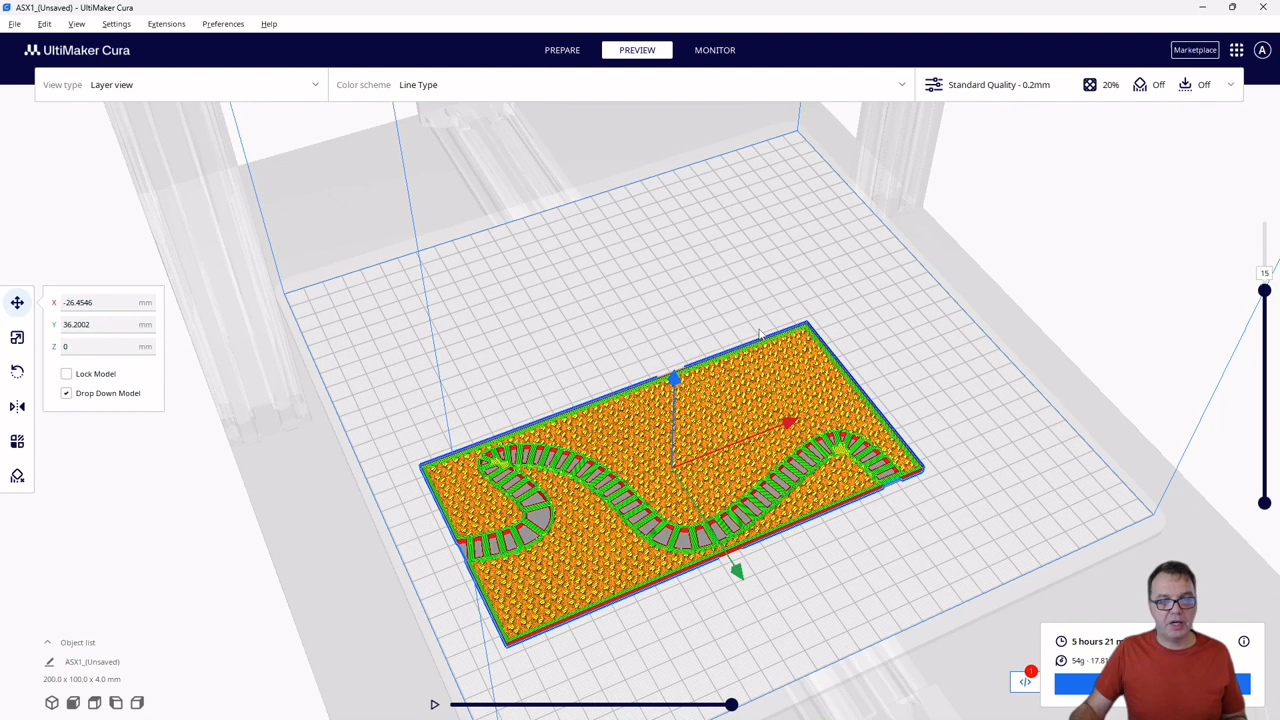 ASX1_(Unsaved) - UltiMaker Cura
File Edit View Settings Extensions Preferences Help
UltiMaker Cura PREPARE PREVIEW MONITOR Marketplace A
View type Layer view Color scheme Line Type Standard Quality - 0.2mm 20% Off Off
15
X -26.4546 mm
Y 36.2002 mm
Z 0 mm
Lock Model
Drop Down Model
Object list
ASX1_(Unsaved)
200.0 x 100.0 x 4.0 mm
5 hours 21
54g · 17.81
1